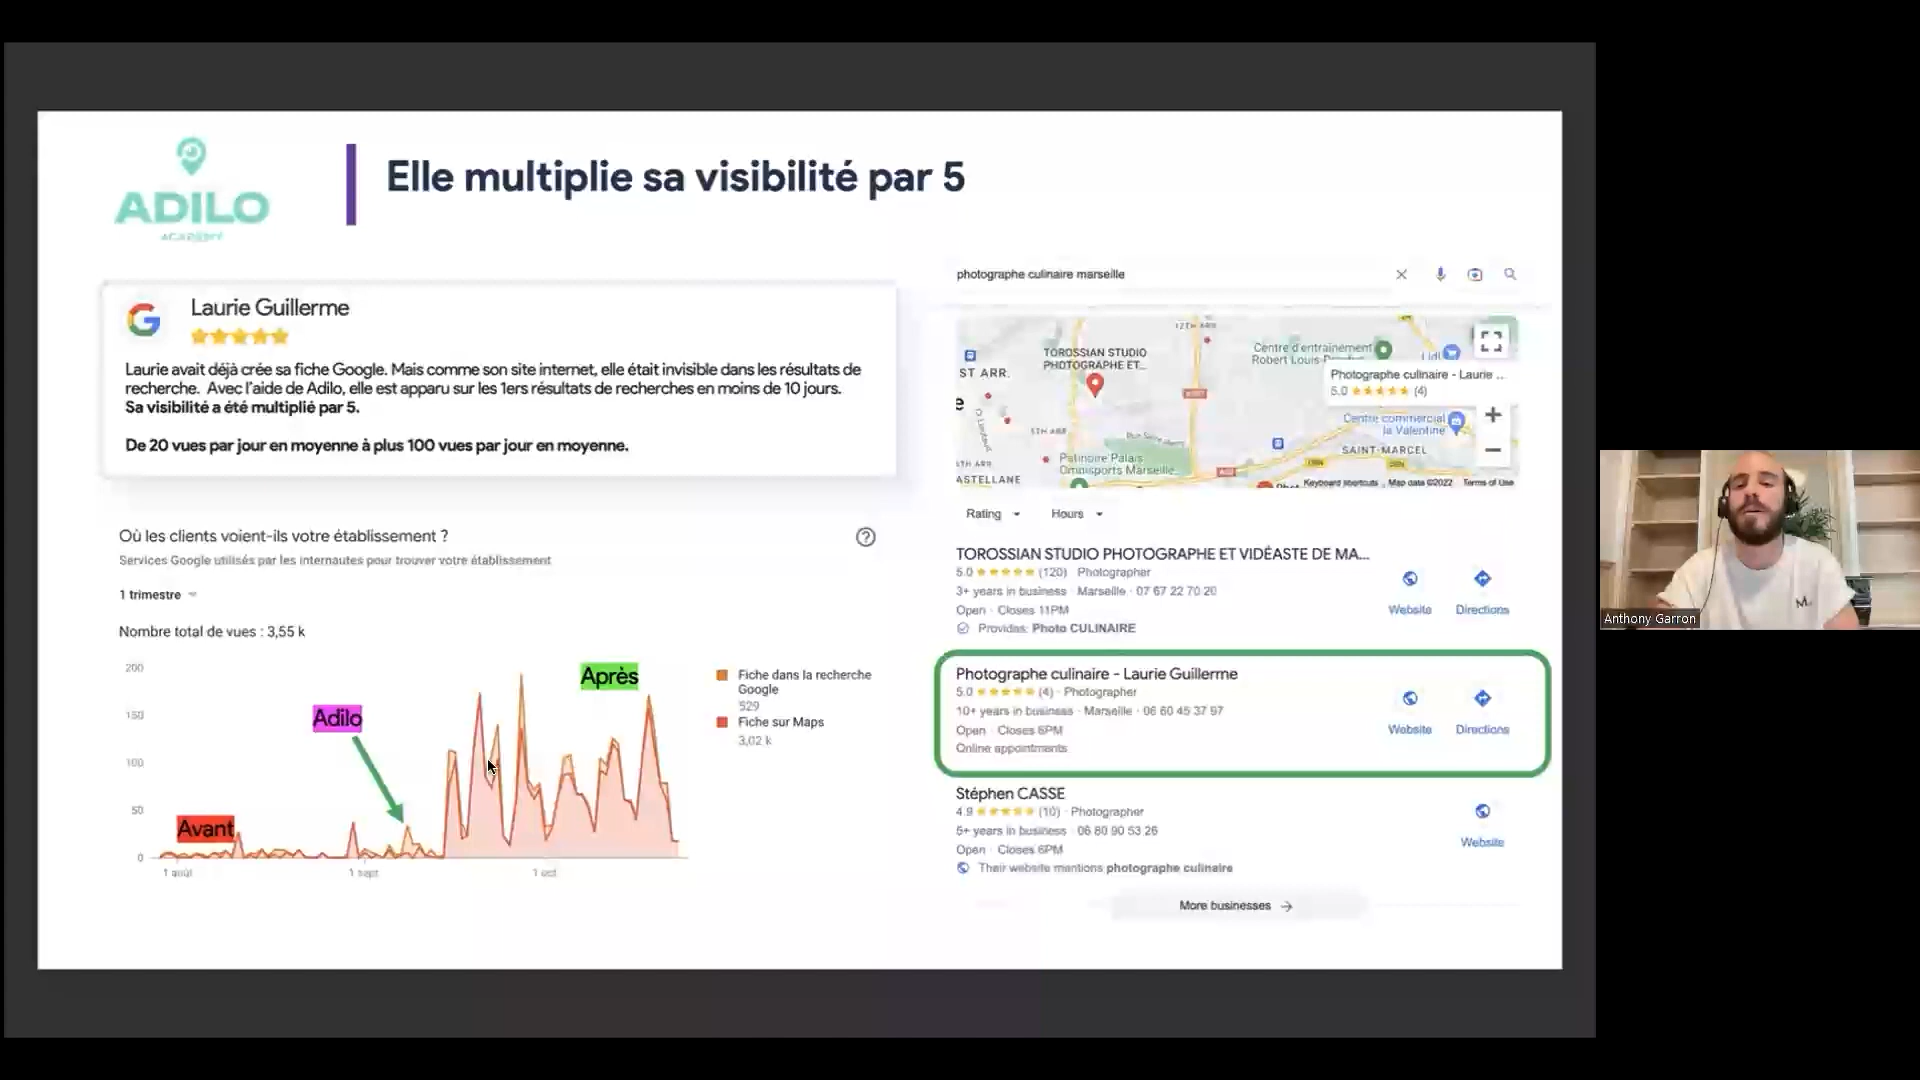 ADILO
ACADEMY
Elle multiplie sa visibilité par 5
Laurie Guillerme
Laurie avait déjà crée sa fiche Google. Mais comme son site internet, elle était invisible dans les résultats de
recherche. Avec l'aide de Adilo, elle est apparu sur les 1ers résultats de recherches en moins de 10 jours.
Sa visibilité a été multiplié par 5.
De 20 vues par jour en moyenne à plus 100 vues par jour en moyenne.
Où les clients voient-ils votre établissement ?
Services Google utilisés par les internautes pour trouver votre établissement
1 trimestre
Nombre total de vues : 3,55 k
200
150
100
50
0
1 août
1 sept
1 oct
Avant
Adilo
Après
Fiche dans la recherche
Google
529
Fiche sur Maps
3,02 k
photographe culinaire marseille
12TH ARR
TOROSSIAN STUDIO
PHOTOGRAPHE ET...
ST ARR.
Centre d'entrainement
Robert Louis-
Lidl
Photographe culinaire - Laurie ...
5.0 (4)
Centre commercial
la Valentine
5TH ARR
SAINT-MARCEL
Patinoire Palais
Omnisports Marseille
ASTELLANE
Keyboard shortcuts
Map data ©2022
Terms of Use
Rating
Hours
TOROSSIAN STUDIO PHOTOGRAPHE ET VIDÉASTE DE MA...
5.0 (120) · Photographer
3+ years in business · Marseille · 07 67 22 70 20
Open · Closes 11PM
Provides: Photo CULINAIRE
Website
Directions
Photographe culinaire - Laurie Guillerme
5.0 (4) · Photographer
10+ years in business · Marseille · 06 60 45 37 97
Open · Closes 6PM
Online appointments
Website
Directions
Stéphen CASSE
4.9 (10) · Photographer
5+ years in business · 06 80 90 53 26
Open · Closes 6PM
Their website mentions photographe culinaire
Website
More businesses
Anthony Garron